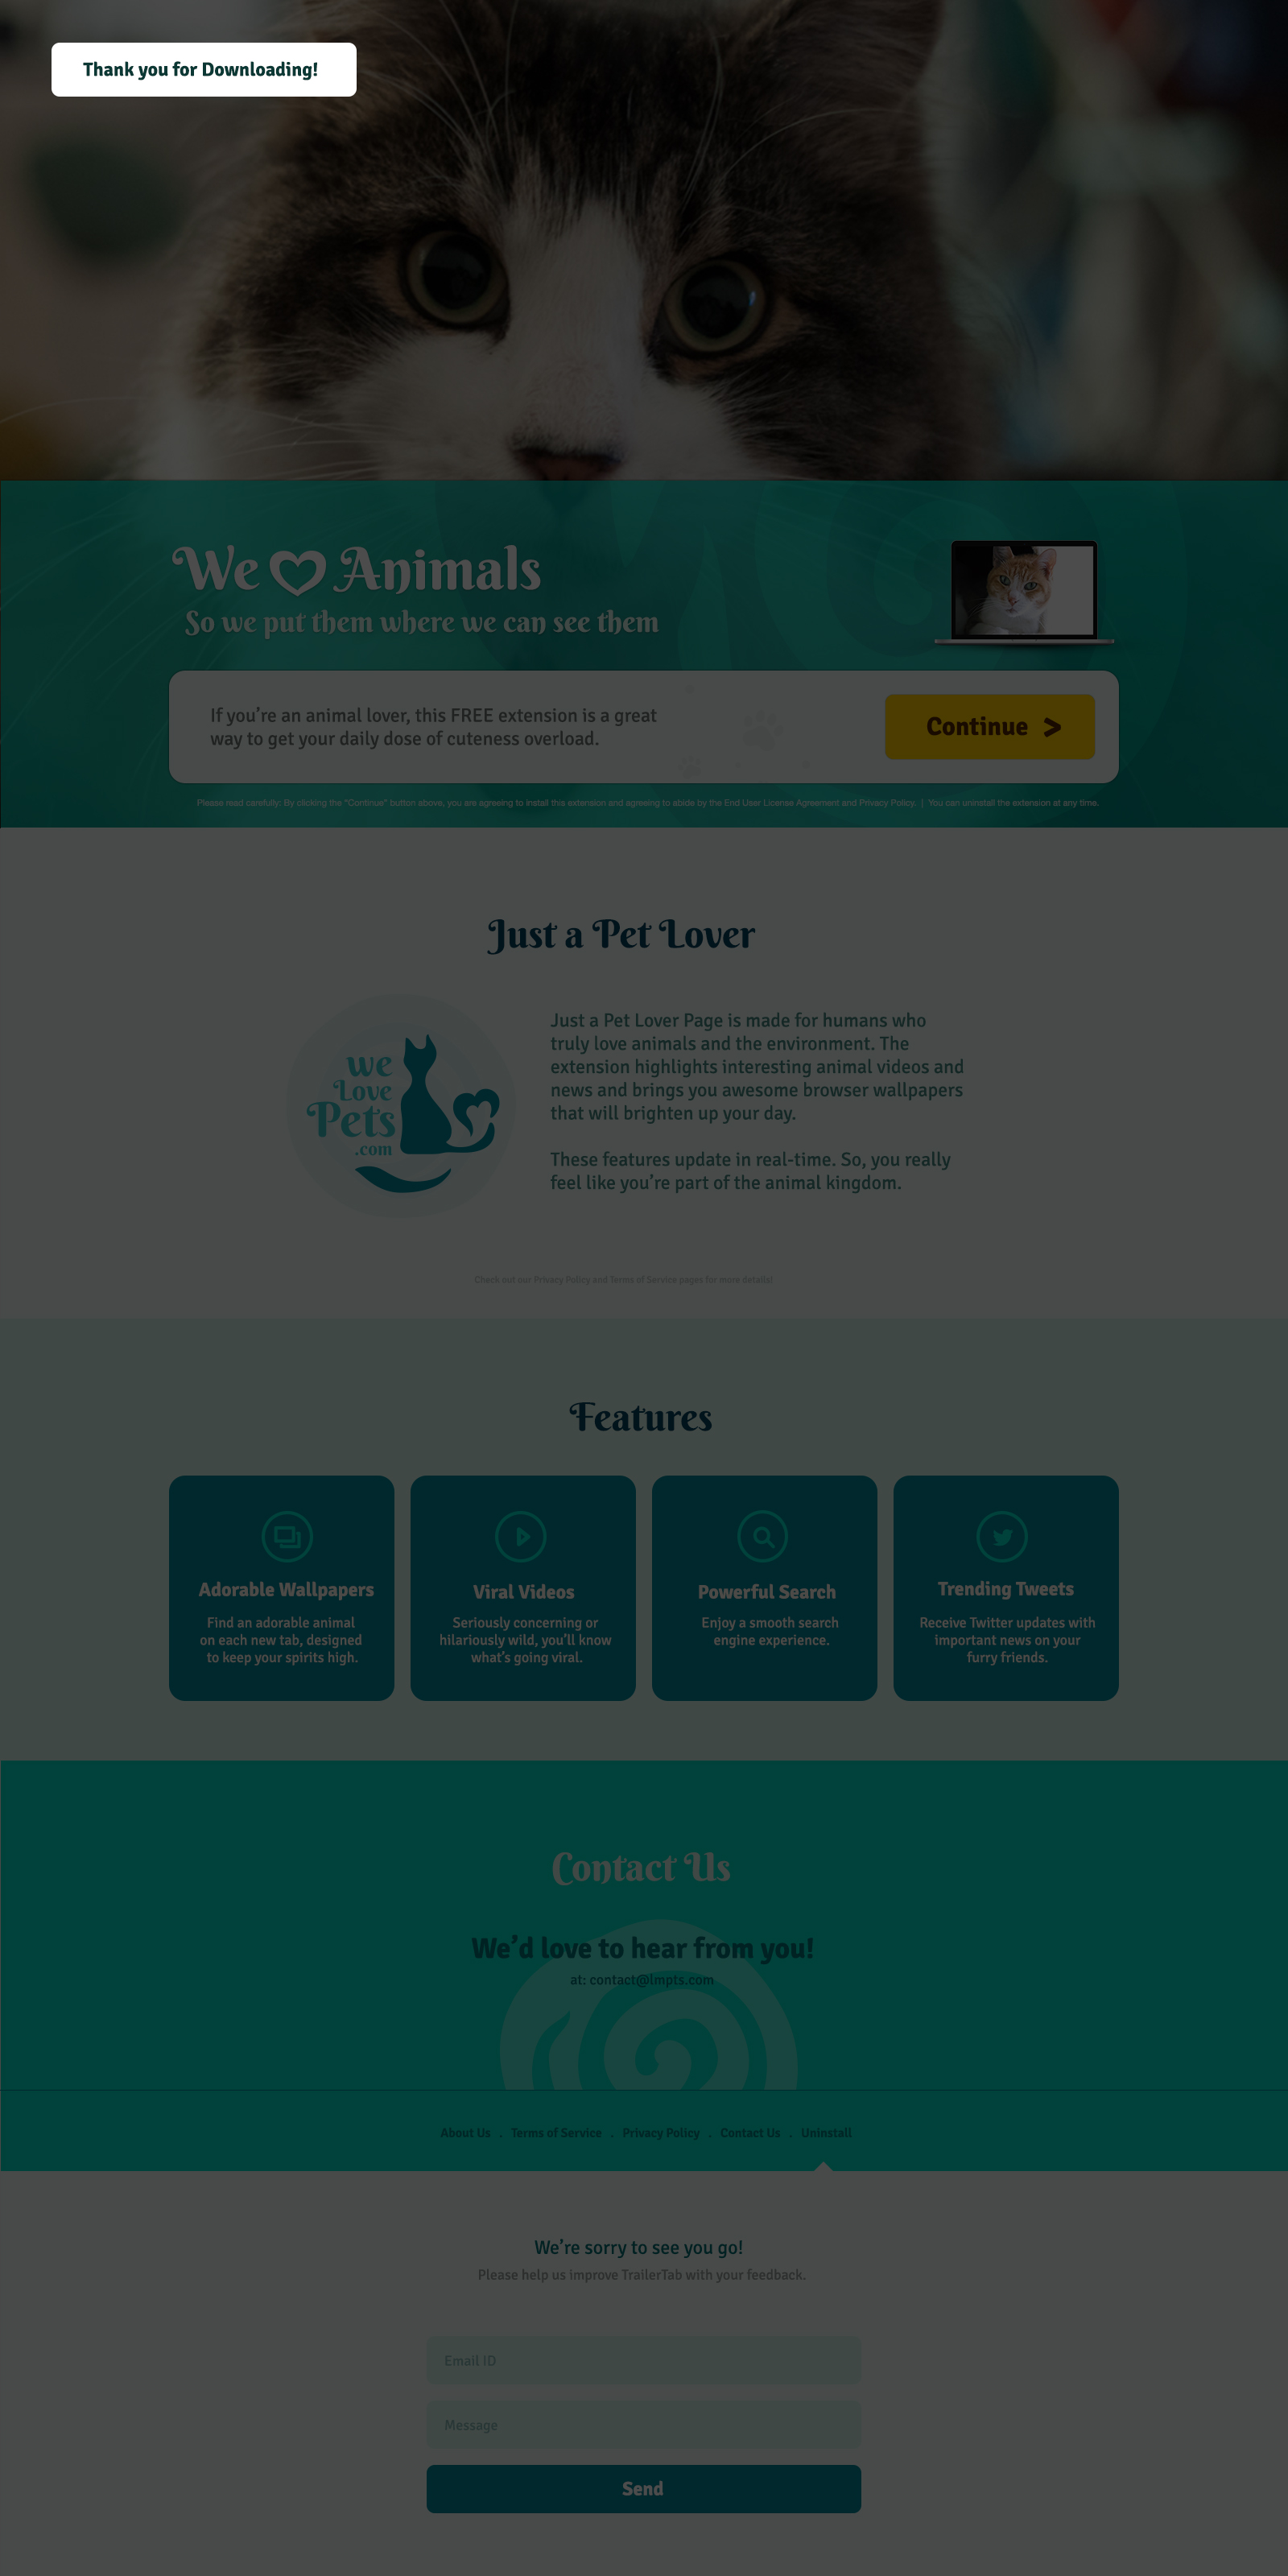 Thank you for Downloading!
We Animals
So we put them where we can see them
If you’re an animal lover, this FREE extension is a great
way to get your daily dose of cuteness overload.
Continue >
Please read carefully: By clicking the "Continue" button above, you are agreeing to install this extension and agreeing to abide by the End User License Agreement and Privacy Policy. | You can uninstall the extension at any time.
Just a Pet Lover
we
Love
Pets
.com
Just a Pet Lover Page is made for humans who
truly love animals and the environment. The
extension highlights interesting animal videos and
news and brings you awesome browser wallpapers
that will brighten up your day.
These features update in real-time. So, you really
feel like you’re part of the animal kingdom.
Check out our Privacy Policy and Terms of Service pages for more details!
Features
Adorable Wallpapers
Find an adorable animal
on each new tab, designed
to keep your spirits high.
Viral Videos
Seriously concerning or
hilariously wild, you’ll know
what’s going viral.
Powerful Search
Enjoy a smooth search
engine experience.
Trending Tweets
Receive Twitter updates with
important news on your
furry friends.
Contact Us
We’d love to hear from you!
at: contact@lmpts.com
About Us . Terms of Service . Privacy Policy . Contact Us . Uninstall
We’re sorry to see you go!
Please help us improve TrailerTab with your feedback.
Email ID
Message
Send